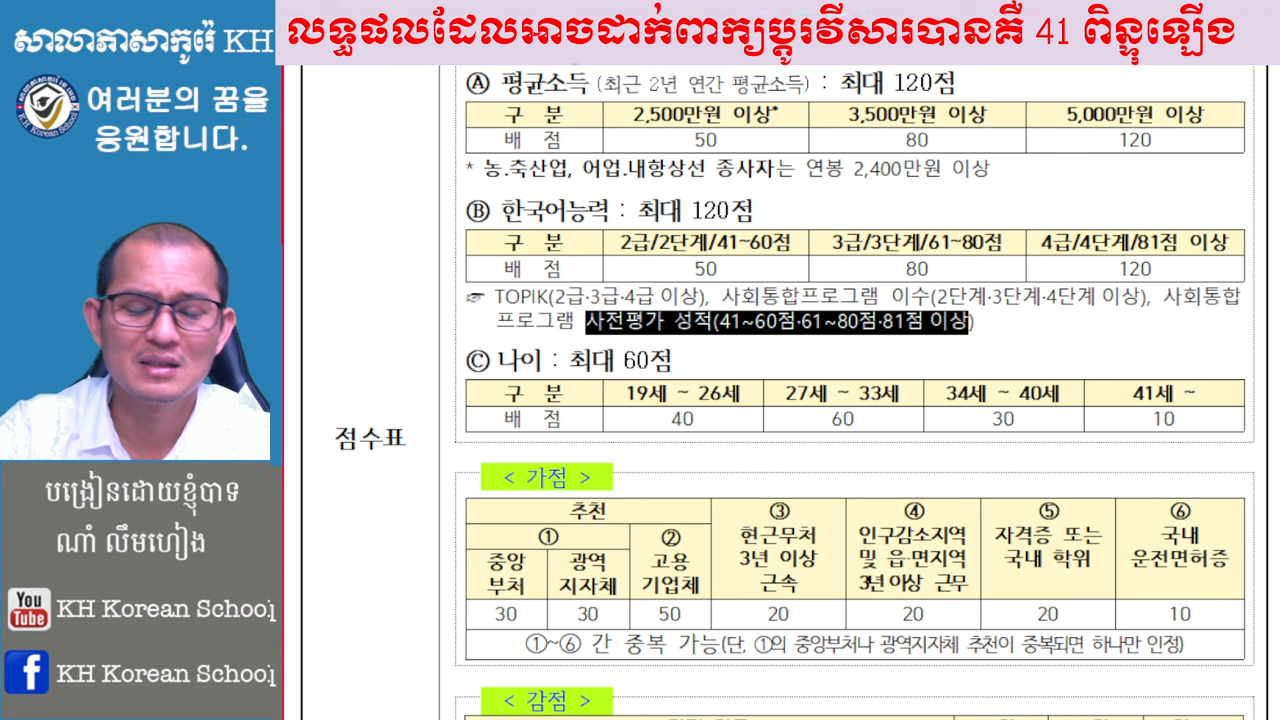 សាលាភាសាកូរ៉េ KH
លទ្ធផលដែលអាចដាក់ពាក្យប្តូរវីសារបានគឺ 41 ពិន្ទុឡើង
여러분의 꿈을
응원합니다.
បង្រៀនដោយខ្ញុំបាទ
ណាំ លឹមហៀង
You Tube KH Korean School
f KH Korean School
점수표
Ⓐ 평균소득 (최근 2년 연간 평균소득) : 최대 120점
구 분 2,500만원 이상* 3,500만원 이상 5,000만원 이상
배 점 50 80 120
* 농.축산업, 어업.내항상선 종사자는 연봉 2,400만원 이상
Ⓑ 한국어능력 : 최대 120점
구 분 2급/2단계/41~60점 3급/3단계/61~80점 4급/4단계/81점 이상
배 점 50 80 120
☞ TOPIK(2급·3급·4급 이상), 사회통합프로그램 이수(2단계·3단계·4단계 이상), 사회통합
프로그램 사전평가 성적(41~60점·61~80점·81점 이상)
Ⓒ 나이 : 최대 60점
구 분 19세 ~ 26세 27세 ~ 33세 34세 ~ 40세 41세 ~
배 점 40 60 30 10
< 가점 >
추천 ③ ④ ⑤ ⑥
① ② 현근무처 인구감소지역 자격증 또는 국내
중앙 광역 고용 3년 이상 및 읍·면지역 국내 학위 운전면허증
부처 지자체 기업체 근속 3년 이상 근무
30 30 50 20 20 20 10
①~⑥ 간 중복 가능(단, ①의 중앙부처나 광역지자체 추천이 중복되면 하나만 인정)
< 감점 >